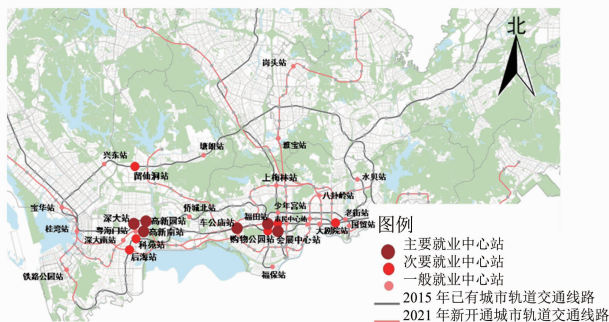 北
岗头站
塘朗站
雅宝站
兴东站
留仙洞站
上梅林站
水贝站
八卦岭站
宝华站
侨城北站
少年宫站
深大站
高新园站
车公庙站
福田站
市民中心站
老街站
国贸站
大剧院站
桂湾站
粤海门站
高新南站
深大南站
科苑站
购物公园站
会展中心站
后海站
铁路公园站
福保站
图例
主要就业中心站
次要就业中心站
一般就业中心站
2015 年已有城市轨道交通线路
2021 年新开通城市轨道交通线路